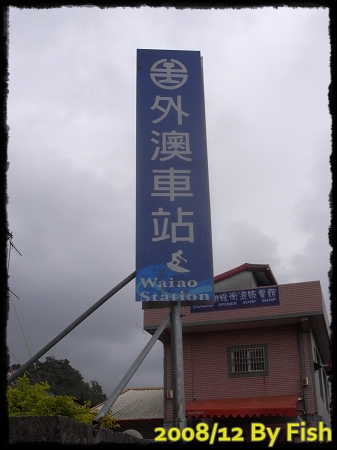 外澳車站
Waiao
Station
2008/12 By Fish